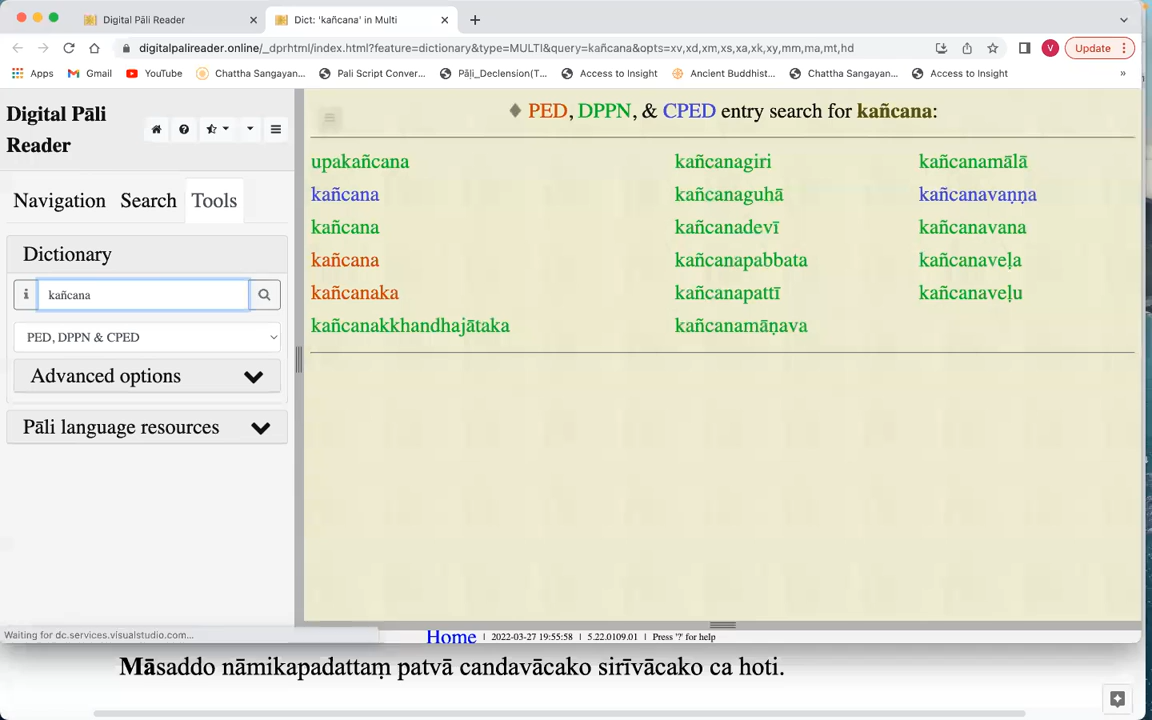 Digital Pāli Reader
Dict: 'kañcana' in Multi
digitalpalireader.online/_dprhtml/index.html?feature=dictionary&type=MULTI&query=kañcana&opts=xv,xd,xm,xs,xa,xk,xy,mm,ma,mt,hd
Update
Apps
Gmail
YouTube
Chattha Sangayan...
Pali Script Conver...
Pāḷi_Declension(T...
Access to Insight
Ancient Buddhist...
Chattha Sangayan...
Access to Insight
»
Digital Pāli
Reader
Navigation Search Tools
Dictionary
kañcana
PED, DPPN & CPED
Advanced options
Pāli language resources
♦ PED, DPPN, & CPED entry search for kañcana:
upakañcana
kañcana
kañcana
kañcana
kañcanaka
kañcanakkhandhajātaka
kañcanagiri
kañcanaguhā
kañcanadevī
kañcanapabbata
kañcanapattī
kañcanamāṇava
kañcanamālā
kañcanavaṇṇa
kañcanavana
kañcanaveḷa
kañcanaveḷu
Waiting for dc.services.visualstudio.com...
Home | 2022-03-27 19:55:58 | 5.22.0109.01 | Press '?' for help
Māsaddo nāmikapadattaṃ patvā candavācako sirīvācako ca hoti.